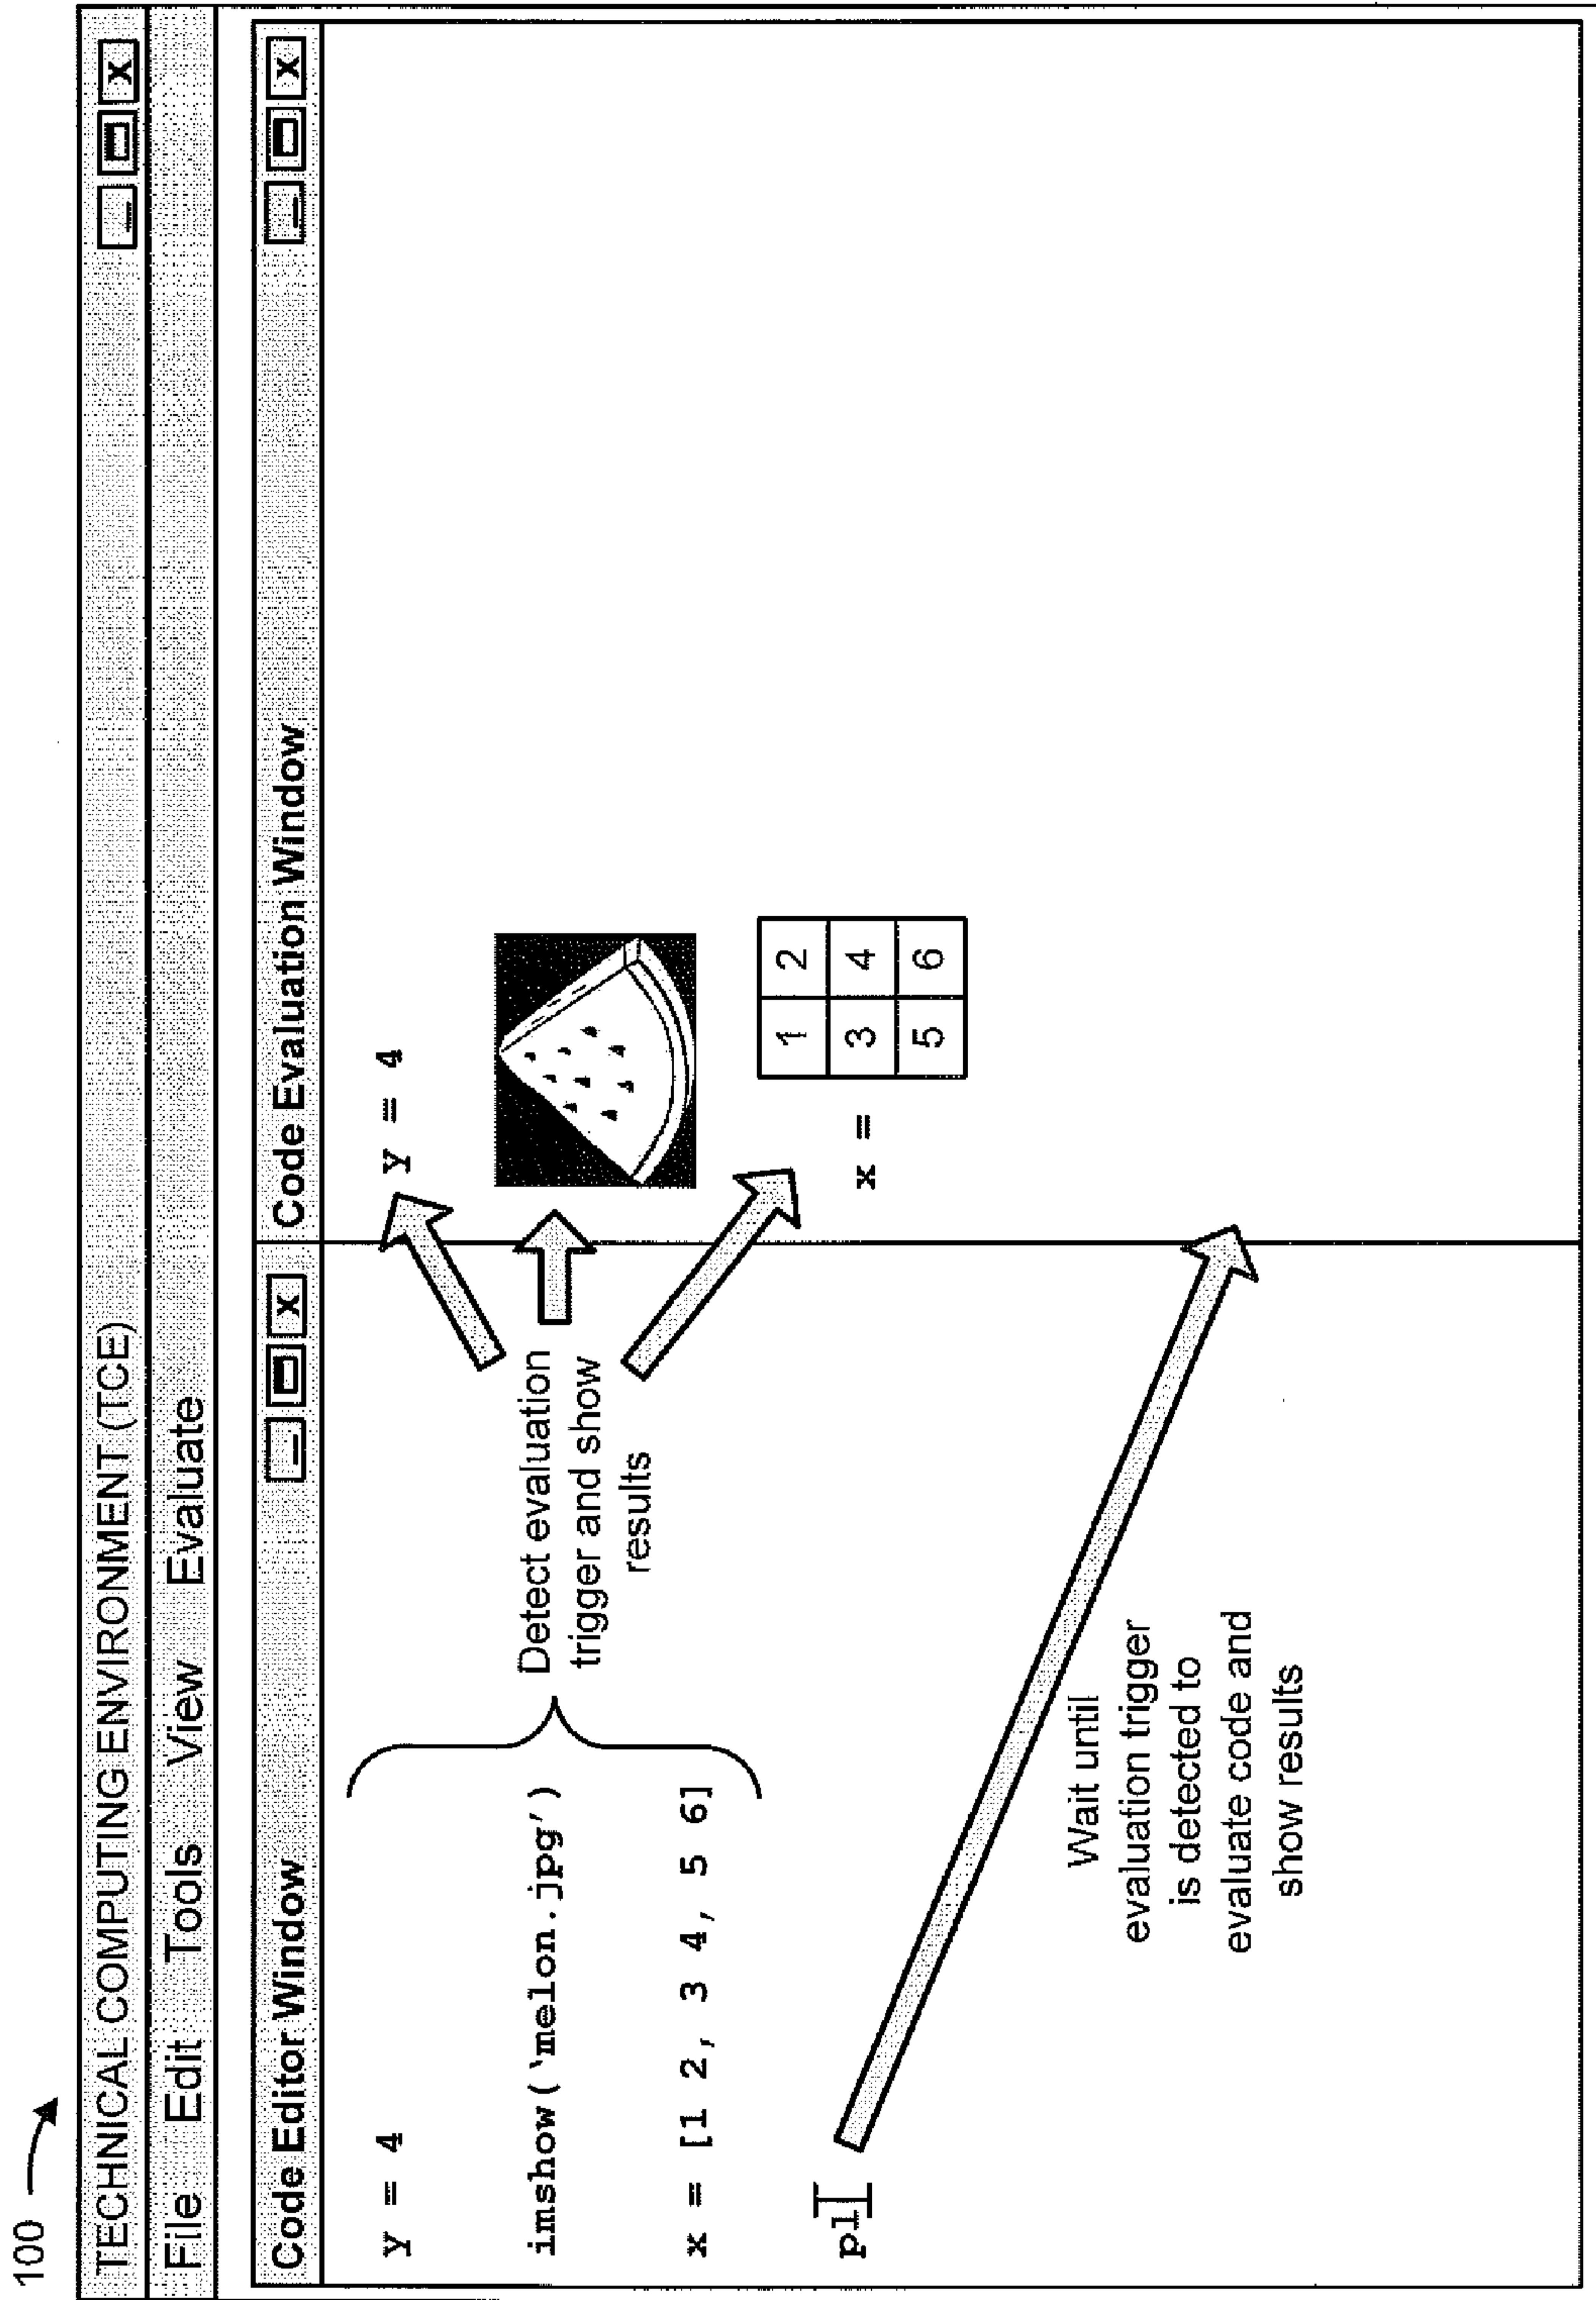 100
TECHNICAL COMPUTING ENVIRONMENT (TCE)
_ X
File Edit Tools View Evaluate
Code Editor Window
_ X
Code Evaluation Window
_ X
y = 4
imshow(‘melon.jpg’)
x = [1 2, 3 4, 5 6]
pl
Detect evaluation
trigger and show
results
Wait until
evaluation trigger
is detected to
evaluate code and
show results
y = 4
x =
1 2
3 4
5 6